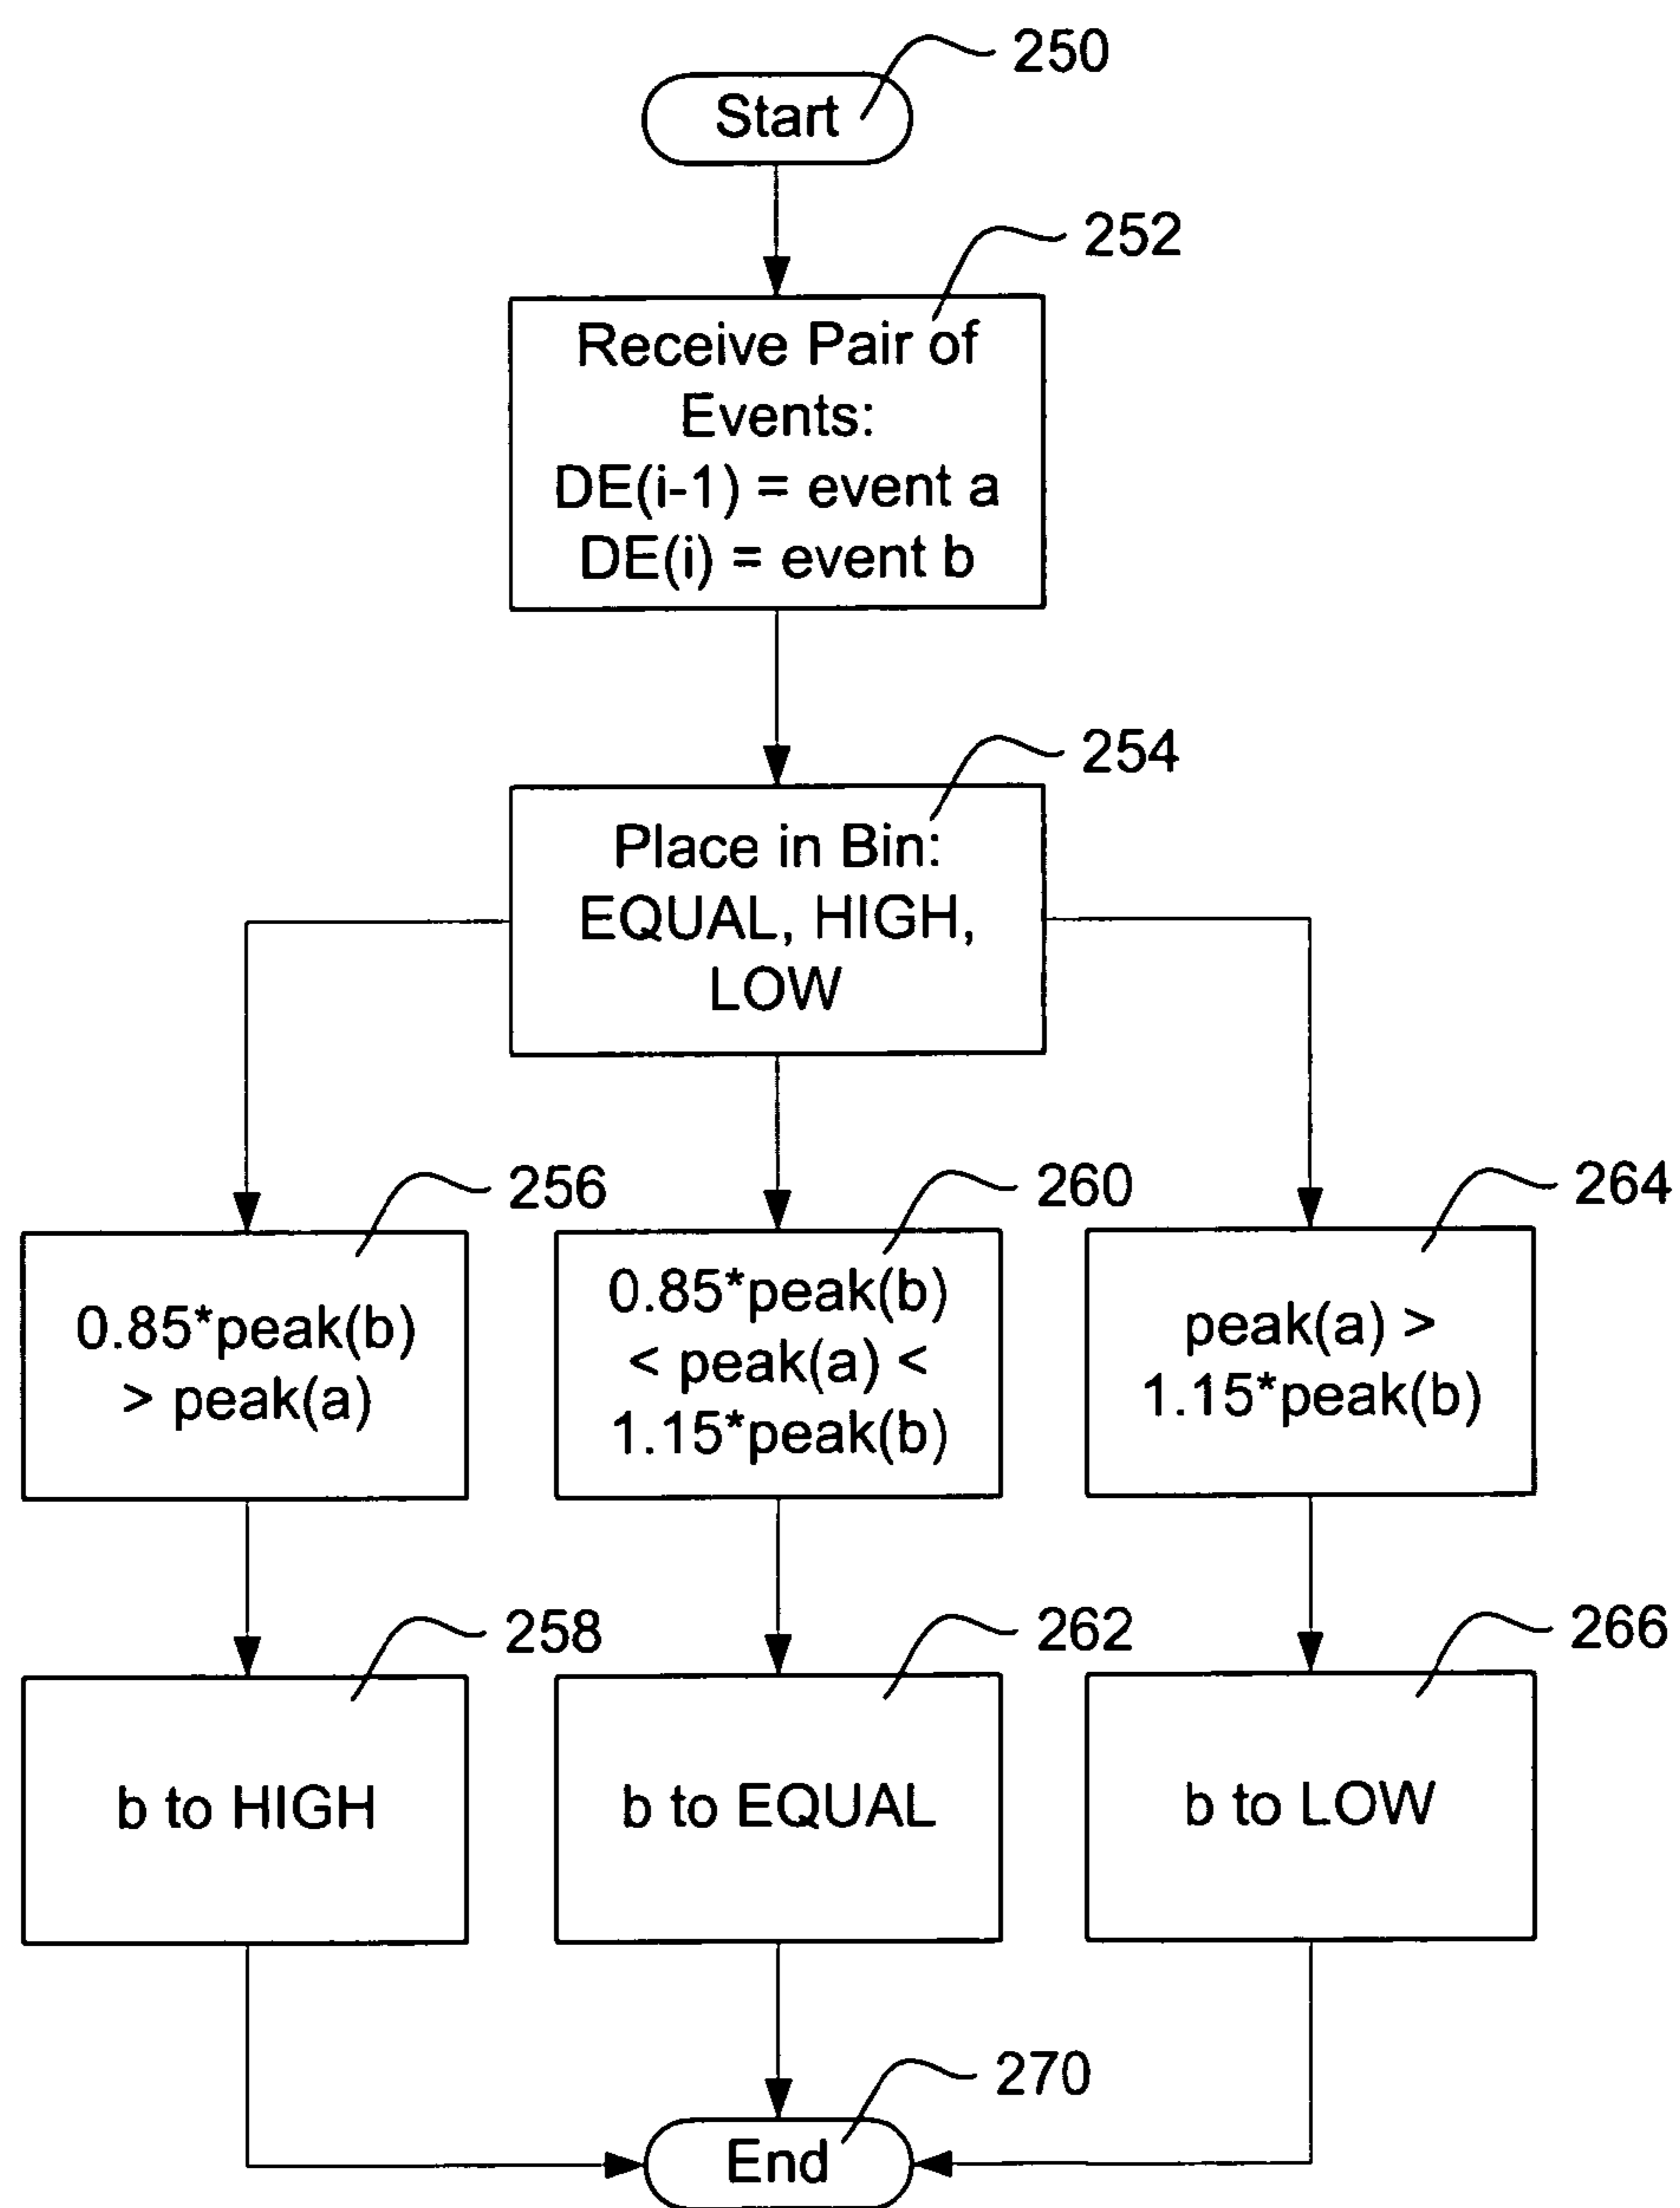 250
Start
252
Receive Pair of
Events:
DE(i-1) = event a
DE(i) = event b
254
Place in Bin:
EQUAL, HIGH,
LOW
256
0.85*peak(b)
> peak(a)
260
0.85*peak(b)
< peak(a) <
1.15*peak(b)
264
peak(a) >
1.15*peak(b)
258
b to HIGH
262
b to EQUAL
266
b to LOW
270
End